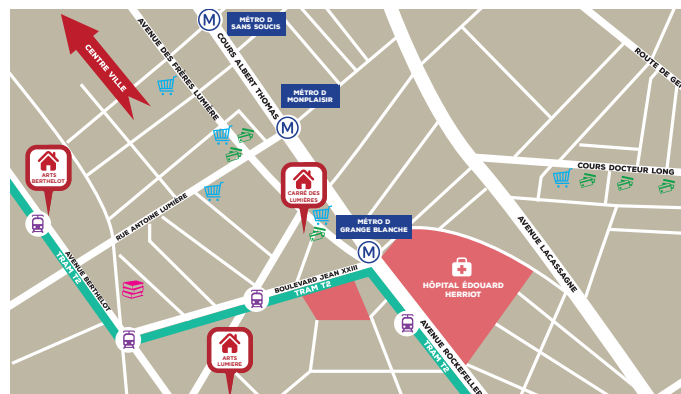 MÉTRO D
SANS SOUCIS
AVENUE DES FRÈRES LUMIÈRE
COURS ALBERT THOMAS
CENTRE VILLE
ROUTE DE GE
MÉTRO D
MONPLAISIR
COURS DOCTEUR LONG
ARTS
BERTHELOT
RUE ANTOINE LUMIÈRE
CARRÉ DES
LUMIÈRES
MÉTRO D
GRANGE BLANCHE
AVENUE LACASSAGNE
AVENUE BERTHELOT
TRAM T2
BOULEVARD JEAN XXIII
TRAM T2
HÔPITAL ÉDOUARD
HERRIOT
AVENUE ROCKEFELLER
TRAM T2
ARTS
LUMIERE
M
M
M